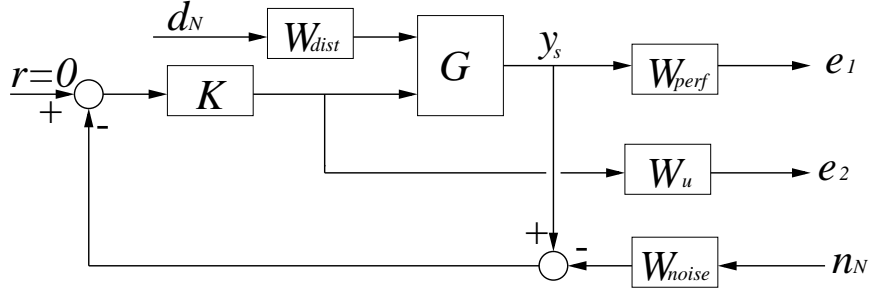 d_N
W_dist
y_s
G
W_perf
e_1
r=0
K
+
-
W_u
e_2
+
-
W_noise
n_N